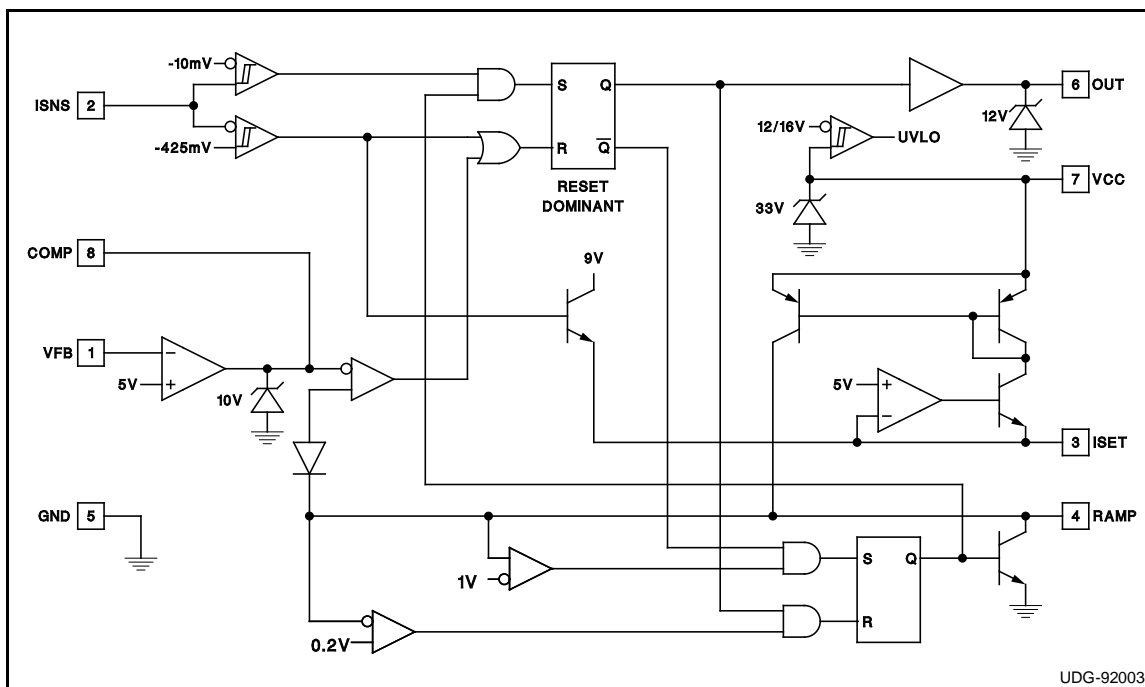 -10mV
ISNS 2
-425mV
S Q
R Q
RESET
DOMINANT
6 OUT
12V
12/16V
UVLO
7 VCC
33V
COMP 8
9V
VFB 1
-
5V +
10V
5V +
-
3 ISET
GND 5
4 RAMP
1V
S Q
R
0.2V
UDG-92003